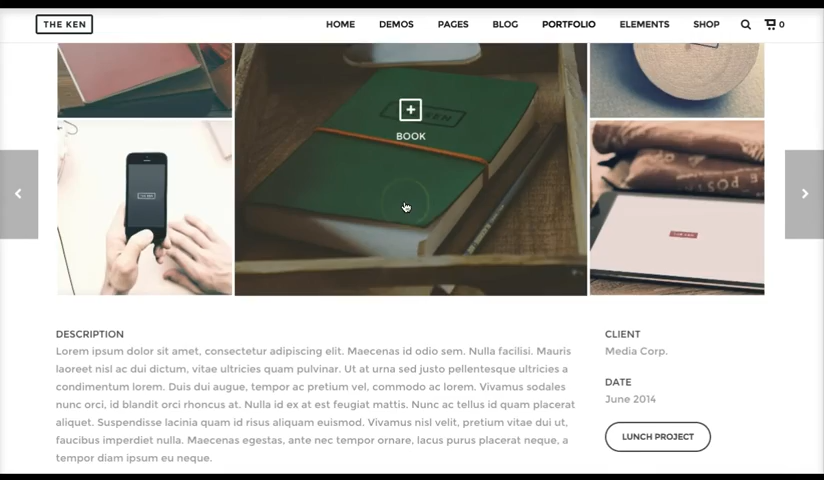 THE KEN
HOME DEMOS PAGES BLOG PORTFOLIO ELEMENTS SHOP 0
BOOK
THE KEN
DESCRIPTION
Lorem ipsum dolor sit amet, consectetur adipiscing elit. Maecenas id odio sem. Nulla facilisi. Mauris
laoreet nisl ac dui dictum, vitae ultricies quam pulvinar. Ut at urna sed justo pellentesque ultricies a
condimentum lorem. Duis dui augue, tempor ac pretium vel, commodo ac lorem. Vivamus sodales
nunc orci, id blandit orci rhoncus at. Nulla id ex at est feugiat mattis. Nunc ac tellus id quam placerat
aliquet. Suspendisse lacinia quam id risus aliquam euismod. Vivamus nisl velit, pretium vitae dui ut,
faucibus imperdiet nulla. Maecenas egestas, ante nec tempor ornare, lacus purus placerat neque, a
tempor diam ipsum eu neque.
CLIENT
Media Corp.
DATE
June 2014
LUNCH PROJECT